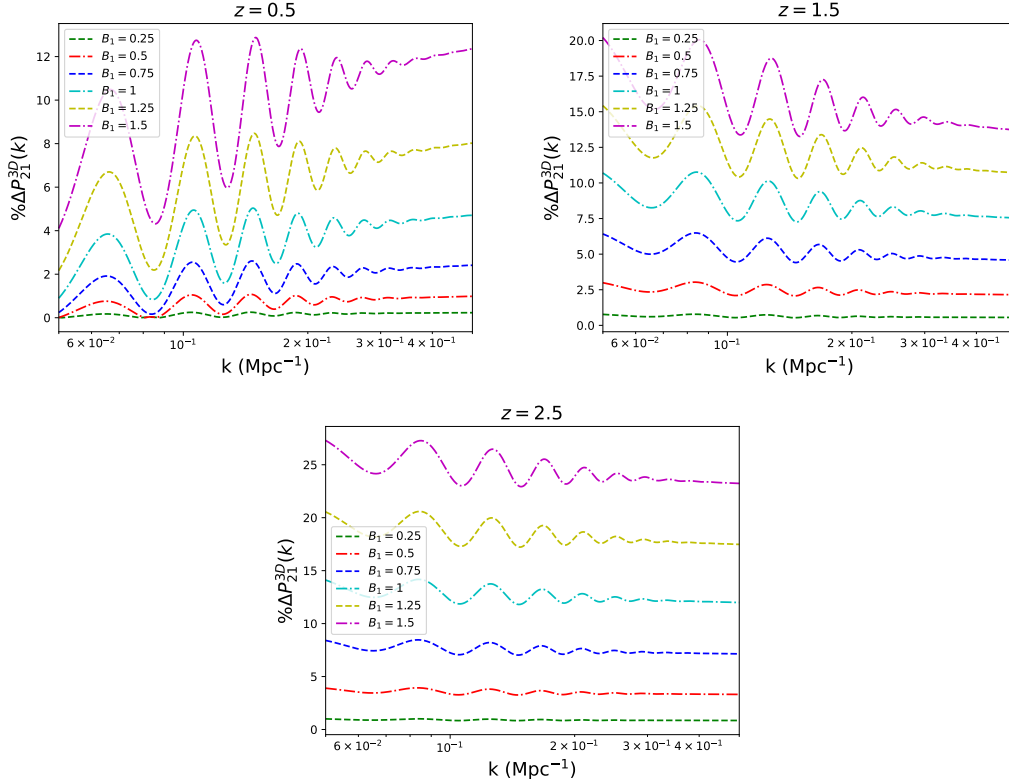 z = 0.5
%ΔP₂₁³ᴰ(k)
12
10
8
6
4
2
0
B₁ = 0.25
B₁ = 0.5
B₁ = 0.75
B₁ = 1
B₁ = 1.25
B₁ = 1.5
6 × 10⁻² 10⁻¹ 2 × 10⁻¹ 3 × 10⁻¹ 4 × 10⁻¹
k (Mpc⁻¹)
z = 1.5
%ΔP₂₁³ᴰ(k)
20.0
17.5
15.0
12.5
10.0
7.5
5.0
2.5
0.0
B₁ = 0.25
B₁ = 0.5
B₁ = 0.75
B₁ = 1
B₁ = 1.25
B₁ = 1.5
6 × 10⁻² 10⁻¹ 2 × 10⁻¹ 3 × 10⁻¹ 4 × 10⁻¹
k (Mpc⁻¹)
z = 2.5
%ΔP₂₁³ᴰ(k)
25
20
15
10
5
0
B₁ = 0.25
B₁ = 0.5
B₁ = 0.75
B₁ = 1
B₁ = 1.25
B₁ = 1.5
6 × 10⁻² 10⁻¹ 2 × 10⁻¹ 3 × 10⁻¹ 4 × 10⁻¹
k (Mpc⁻¹)